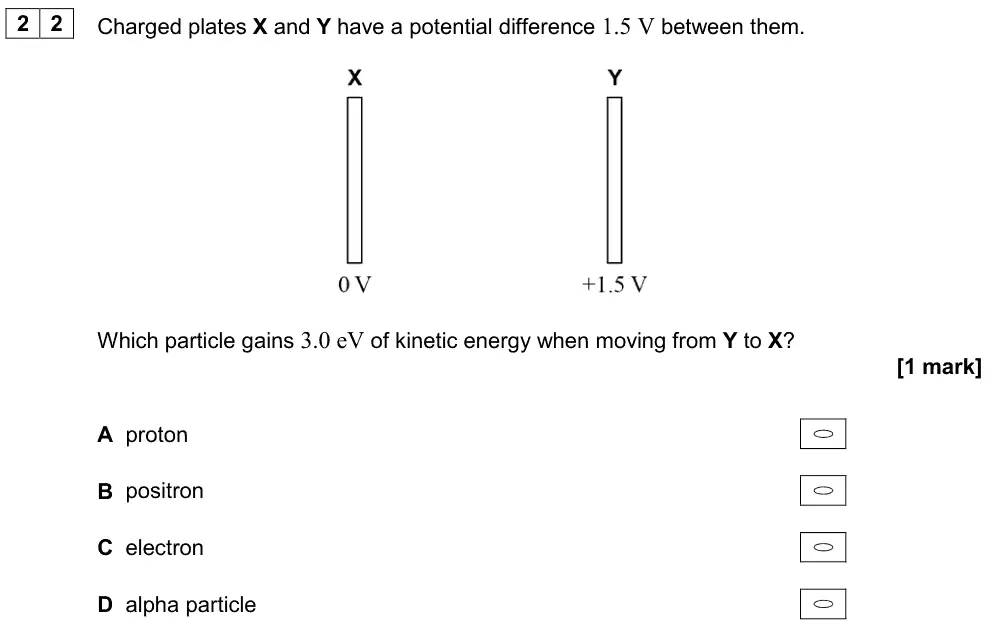 2 2 Charged plates X and Y have a potential difference 1.5 V between them.
X Y
0 V +1.5 V
Which particle gains 3.0 eV of kinetic energy when moving from Y to X?
[1 mark]
A proton
B positron
C electron
D alpha particle